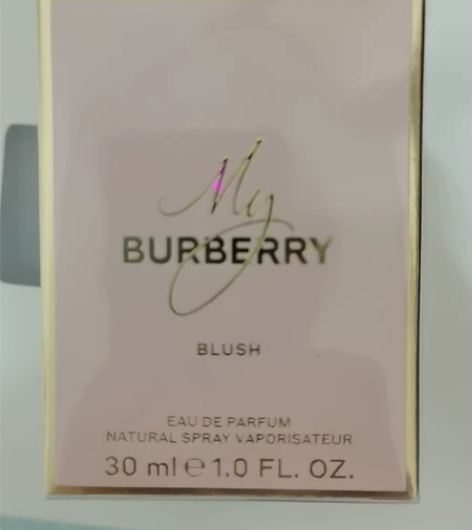 My
BURBERRY
BLUSH
EAU DE PARFUM
NATURAL SPRAY VAPORISATEUR
30 ml ℮ 1.0 FL. OZ.